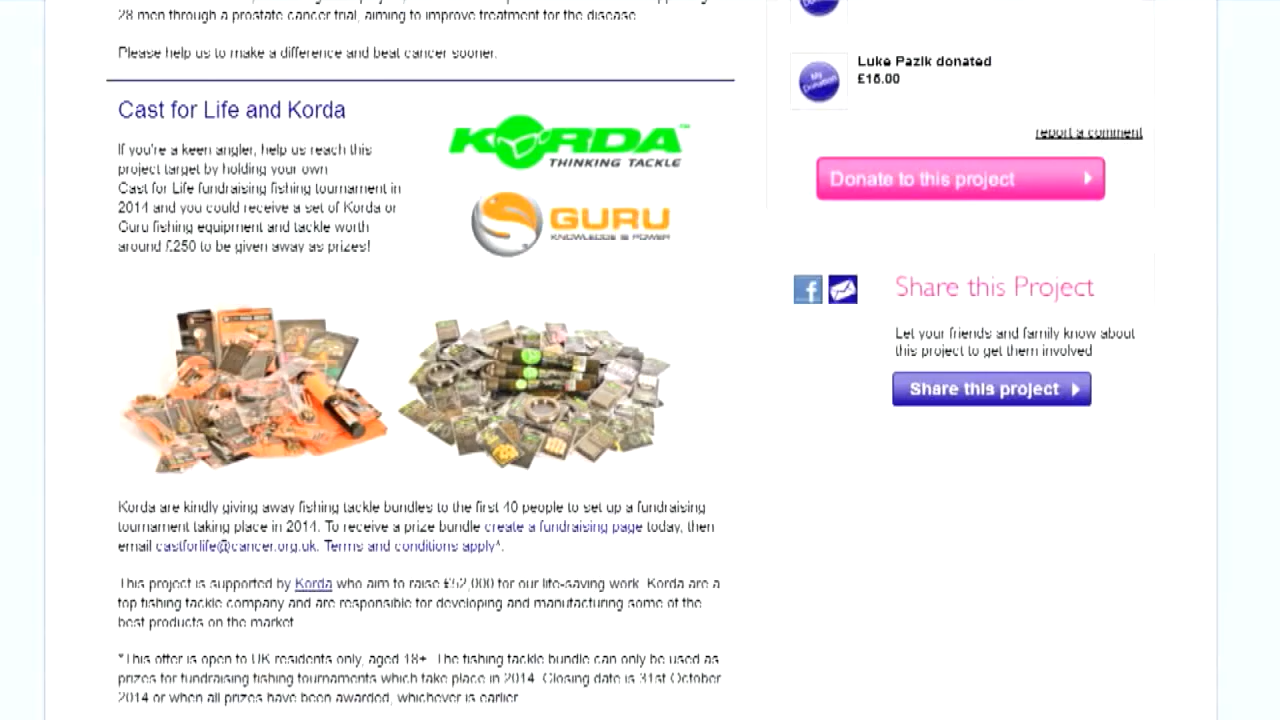 28 men through a prostate cancer trial, aiming to improve treatment for the disease.
Please help us to make a difference and beat cancer sooner.
Cast for Life and Korda
If you're a keen angler, help us reach this
project target by holding your own
Cast for Life fundraising fishing tournament in
2014 and you could receive a set of Korda or
Guru fishing equipment and tackle worth
around £250 to be given away as prizes!
KORDA™
THINKING TACKLE
GURU
KNOWLEDGE IS POWER
Korda are kindly giving away fishing tackle bundles to the first 40 people to set up a fundraising
tournament taking place in 2014. To receive a prize bundle create a fundraising page today, then
email castforlife@cancer.org.uk. Terms and conditions apply*.
This project is supported by Korda who aim to raise £52,000 for our life-saving work. Korda are a
top fishing tackle company and are responsible for developing and manufacturing some of the
best products on the market.
*This offer is open to UK residents only, aged 18+. The fishing tackle bundle can only be used as
prizes for fundraising fishing tournaments which take place in 2014. Closing date is 31st October
2014 or when all prizes have been awarded, whichever is earlier.
My
Donation
Luke Pazik donated
£15.00
report a comment
Donate to this project
f
Share this Project
Let your friends and family know about
this project to get them involved
Share this project